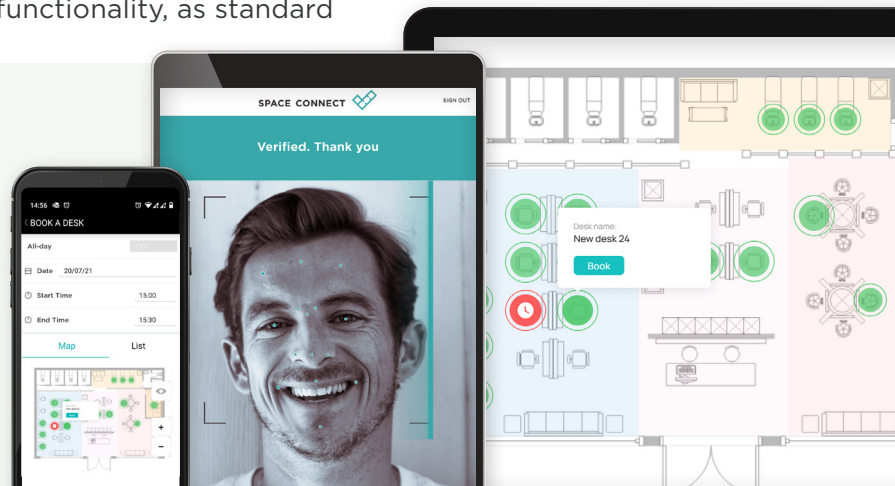 functionality, as standard
SPACE CONNECT
SIGN OUT
Verified. Thank you
14:56
BOOK A DESK
All-day
Date 20/07/21
Start Time 15:00
End Time 15:30
Map List
+
−
Desk name:
New desk 24
Book